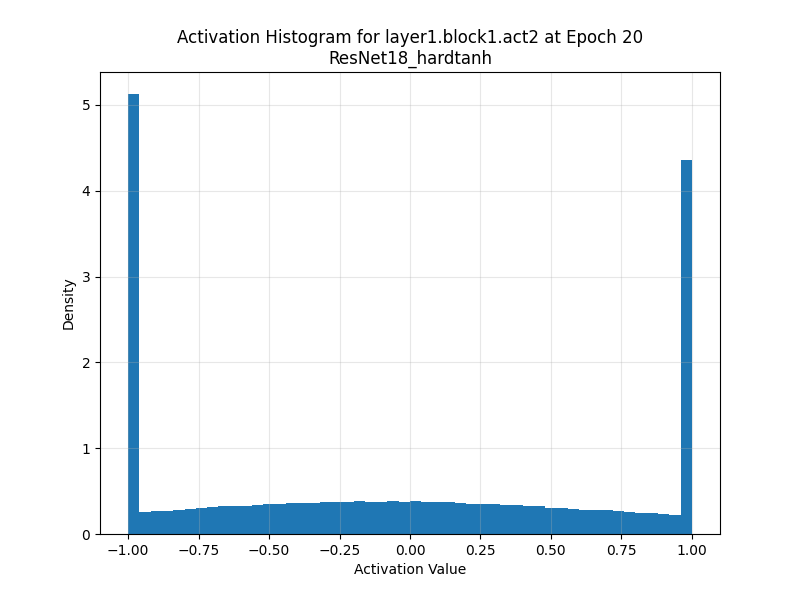 Activation Histogram for layer1.block1.act2 at Epoch 20
ResNet18_hardtanh
Density
5
4
3
2
1
0
−1.00 −0.75 −0.50 −0.25 0.00 0.25 0.50 0.75 1.00
Activation Value